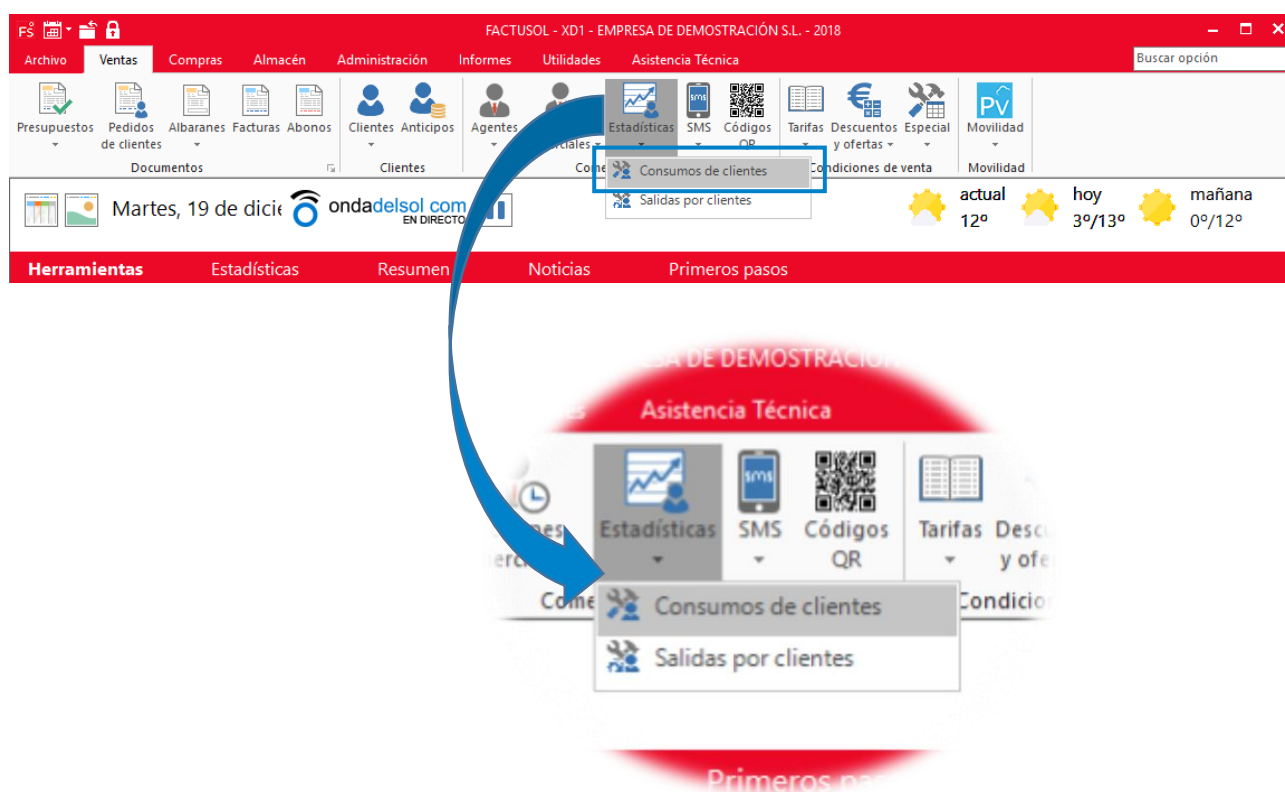 FACTUSOL - XD1 - EMPRESA DE DEMOSTRACIÓN S.L. - 2018
Archivo Ventas Compras Almacén Administración Informes Utilidades Asistencia Técnica Buscar opción
Presupuestos Pedidos de clientes Albaranes Facturas Abonos Clientes Anticipos Agentes Estadísticas SMS Códigos QR Tarifas Descuentos y ofertas Especial Movilidad
Documentos Clientes Condiciones de venta Movilidad
Consumos de clientes
Salidas por clientes
Martes, 19 de dicie
ondadelsol com
EN DIRECTO
actual hoy mañana
12º 3º/13º 0º/12º
Herramientas Estadísticas Resumen Noticias Primeros pasos
DE DEMOSTRACIÓN
Asistencia Técnica
Estadísticas SMS Códigos QR Tarifas
Consumos de clientes
Salidas por clientes
Primeros